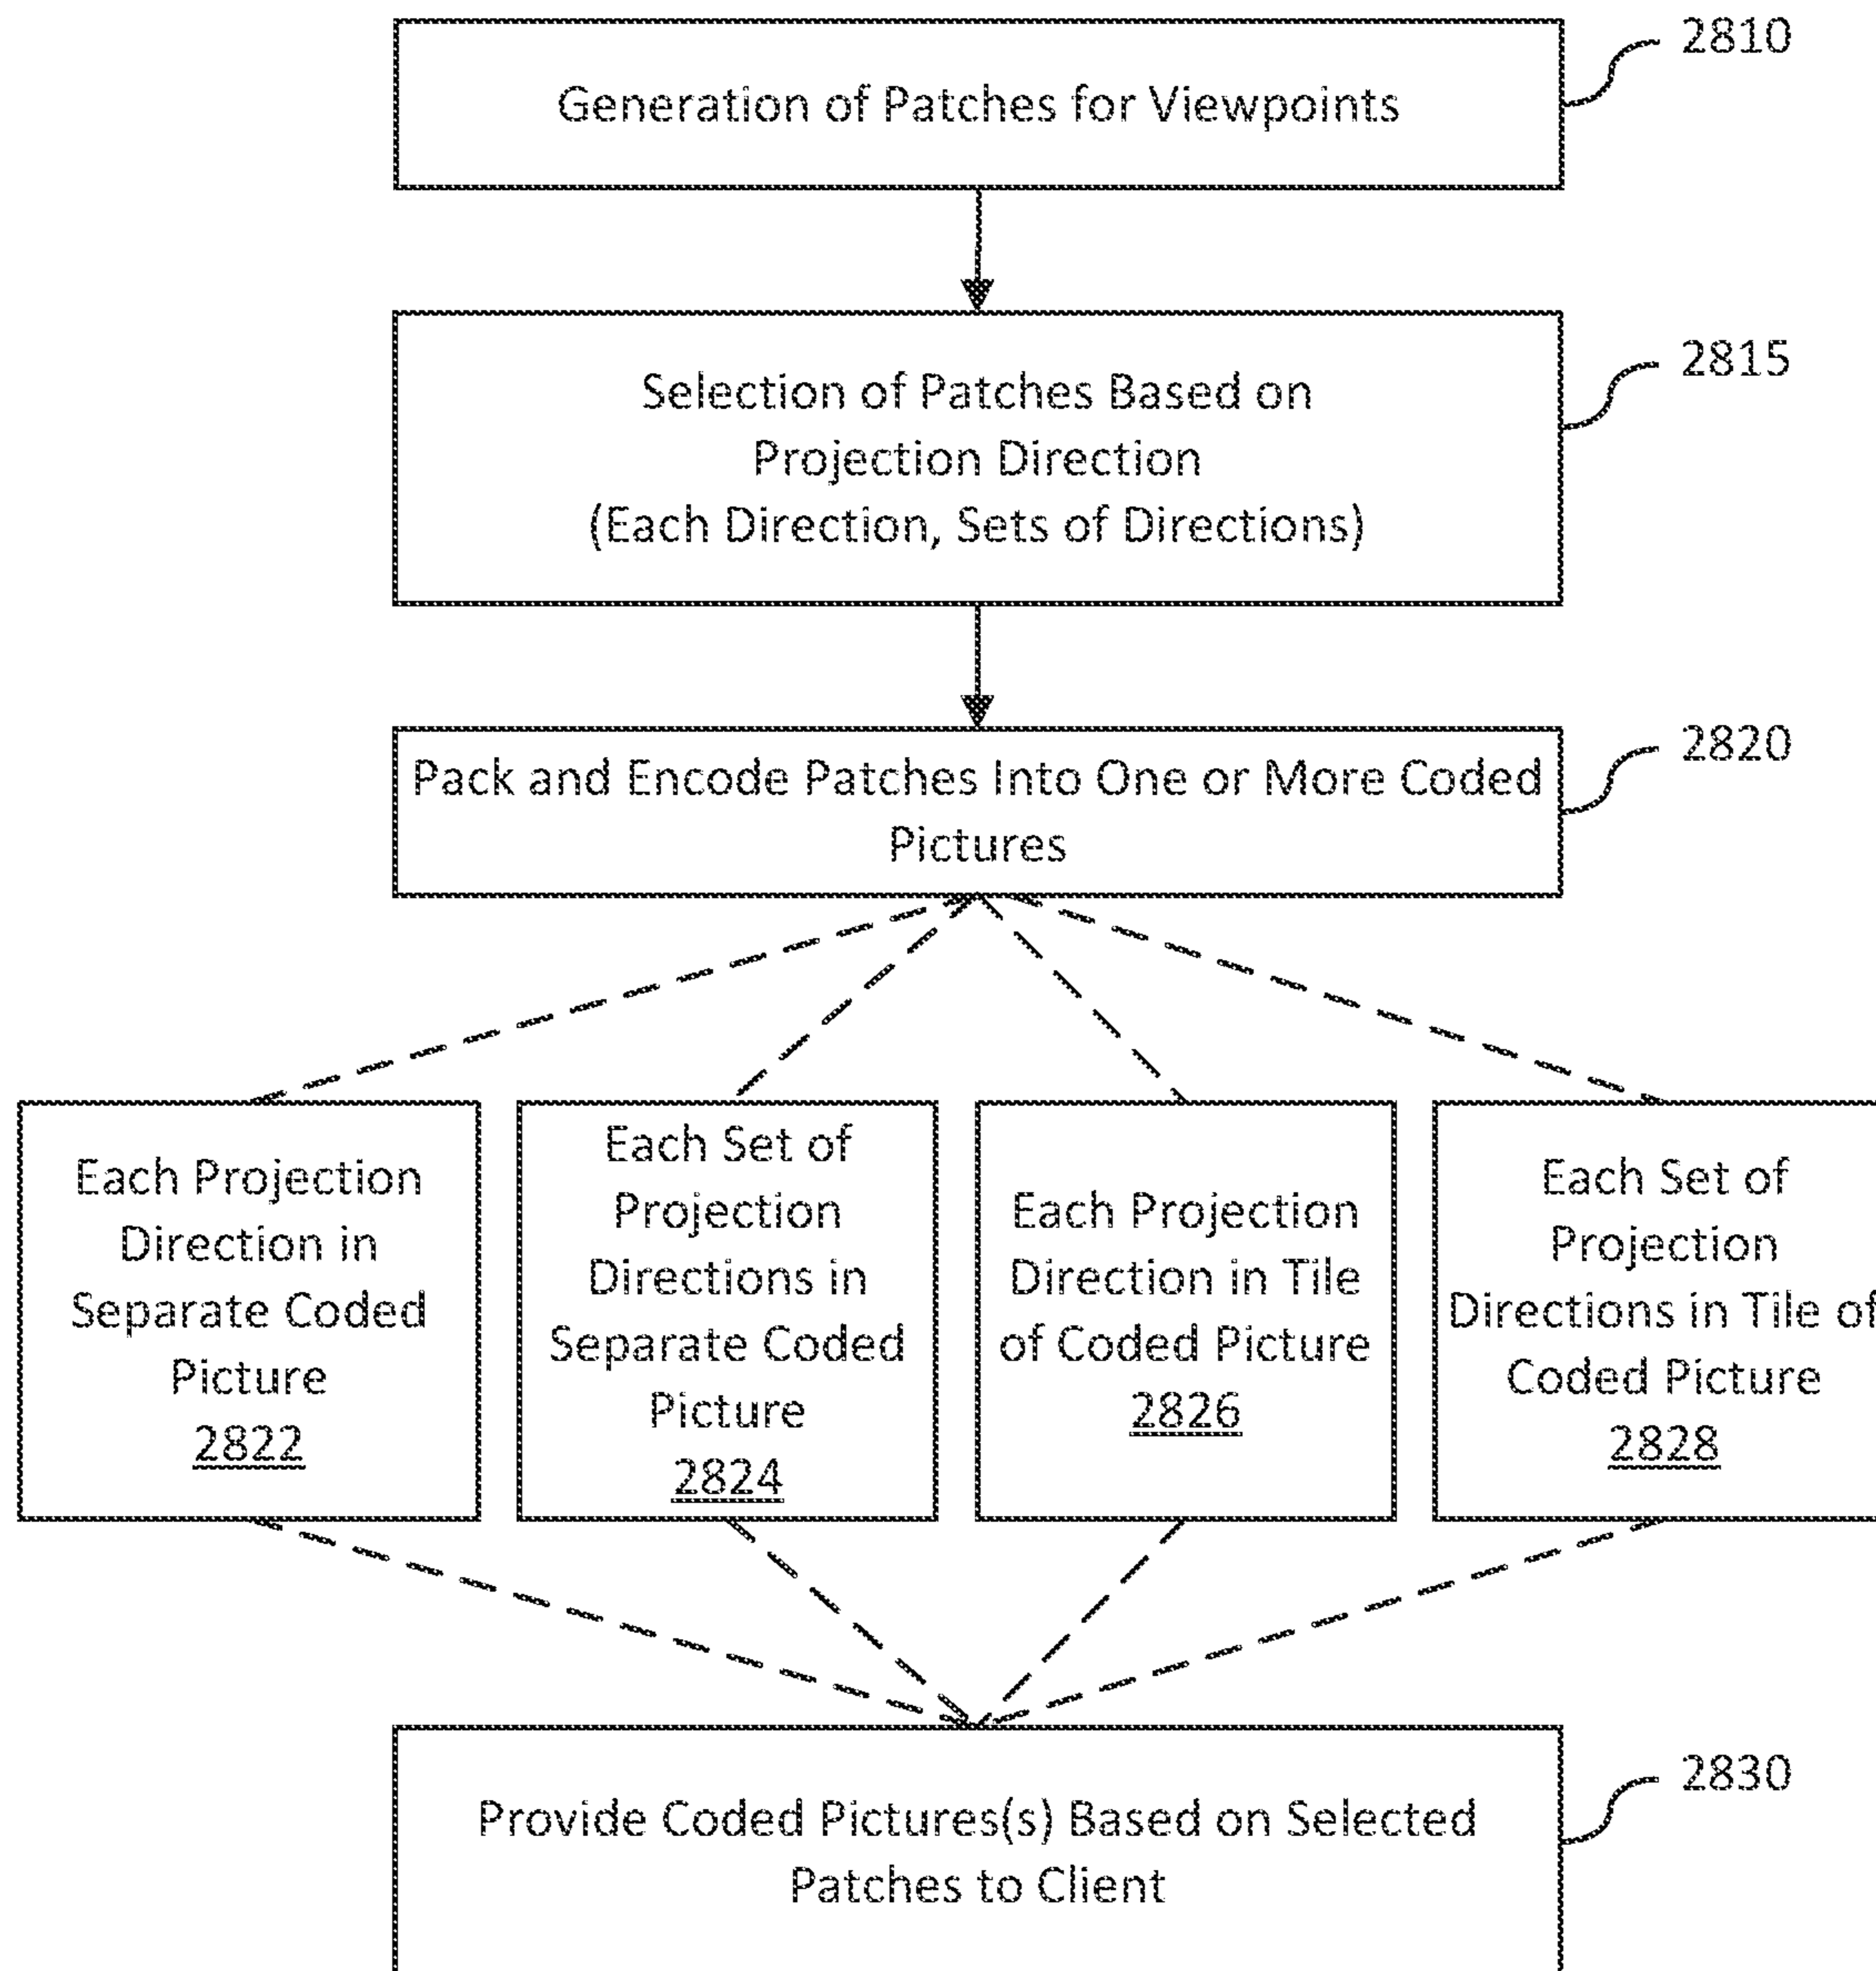 2810
Generation of Patches for Viewpoints
2815
Selection of Patches Based on
Projection Direction
(Each Direction, Sets of Directions)
2820
Pack and Encode Patches Into One or More Coded
Pictures
Each Projection
Direction in
Separate Coded
Picture
2822
Each Set of
Projection
Directions in
Separate Coded
Picture
2824
Each Projection
Direction in Tile
of Coded Picture
2826
Each Set of
Projection
Directions in Tile of
Coded Picture
2828
2830
Provide Coded Pictures(s) Based on Selected
Patches to Client